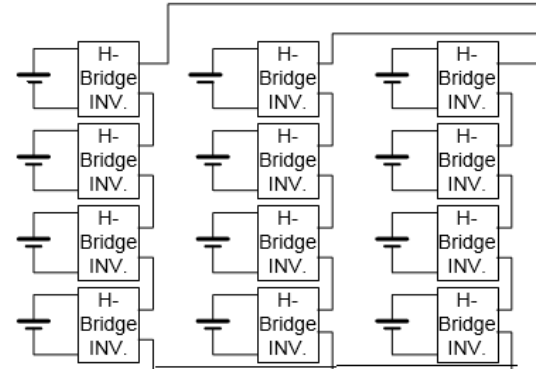 H-
Bridge
INV.
H-
Bridge
INV.
H-
Bridge
INV.
H-
Bridge
INV.
H-
Bridge
INV.
H-
Bridge
INV.
H-
Bridge
INV.
H-
Bridge
INV.
H-
Bridge
INV.
H-
Bridge
INV.
H-
Bridge
INV.
H-
Bridge
INV.